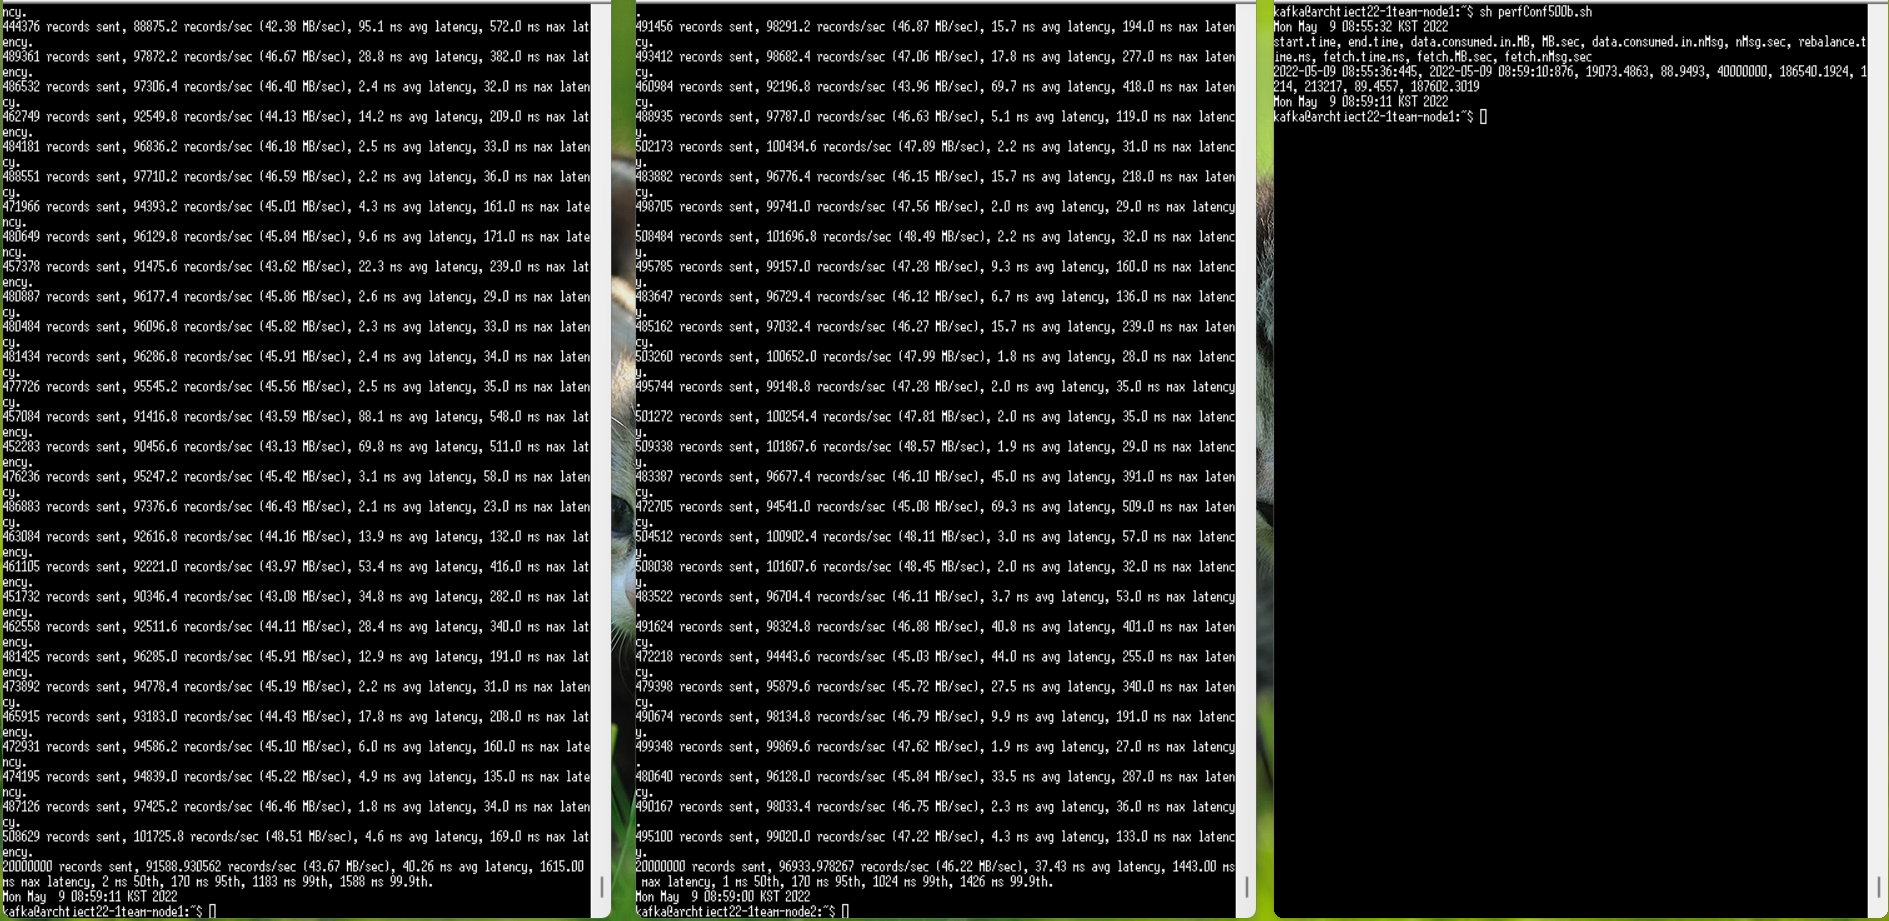 ncy.
444376 records sent, 88875.2 records/sec (42.38 MB/sec), 95.1 ms avg latency, 572.0 ms max lat
ency.
489361 records sent, 97872.2 records/sec (46.67 MB/sec), 28.8 ms avg latency, 382.0 ms max lat
ency.
486532 records sent, 97306.4 records/sec (46.40 MB/sec), 2.4 ms avg latency, 32.0 ms max laten
cy.
462749 records sent, 92549.8 records/sec (44.13 MB/sec), 14.2 ms avg latency, 209.0 ms max lat
ency.
484181 records sent, 96836.2 records/sec (46.18 MB/sec), 2.5 ms avg latency, 33.0 ms max laten
cy.
488551 records sent, 97710.2 records/sec (46.59 MB/sec), 2.2 ms avg latency, 36.0 ms max laten
cy.
471966 records sent, 94393.2 records/sec (45.01 MB/sec), 4.3 ms avg latency, 161.0 ms max late
ncy.
480649 records sent, 96129.8 records/sec (45.84 MB/sec), 9.6 ms avg latency, 171.0 ms max late
ncy.
457378 records sent, 91475.6 records/sec (43.62 MB/sec), 22.3 ms avg latency, 239.0 ms max lat
ency.
480887 records sent, 96177.4 records/sec (45.86 MB/sec), 2.6 ms avg latency, 29.0 ms max laten
cy.
480484 records sent, 96096.8 records/sec (45.82 MB/sec), 2.3 ms avg latency, 33.0 ms max laten
cy.
481434 records sent, 96286.8 records/sec (45.91 MB/sec), 2.4 ms avg latency, 34.0 ms max laten
cy.
477726 records sent, 95545.2 records/sec (45.56 MB/sec), 2.5 ms avg latency, 35.0 ms max laten
cy.
457084 records sent, 91416.8 records/sec (43.59 MB/sec), 88.1 ms avg latency, 548.0 ms max lat
ency.
452283 records sent, 90456.6 records/sec (43.13 MB/sec), 69.8 ms avg latency, 511.0 ms max lat
ency.
476236 records sent, 95247.2 records/sec (45.42 MB/sec), 3.1 ms avg latency, 58.0 ms max laten
cy.
486883 records sent, 97376.6 records/sec (46.43 MB/sec), 2.1 ms avg latency, 23.0 ms max laten
cy.
463084 records sent, 92616.8 records/sec (44.16 MB/sec), 13.9 ms avg latency, 132.0 ms max lat
ency.
461105 records sent, 92221.0 records/sec (43.97 MB/sec), 53.4 ms avg latency, 416.0 ms max lat
ency.
451732 records sent, 90346.4 records/sec (43.08 MB/sec), 34.8 ms avg latency, 282.0 ms max lat
ency.
462558 records sent, 92511.6 records/sec (44.11 MB/sec), 28.4 ms avg latency, 340.0 ms max lat
ency.
481425 records sent, 96285.0 records/sec (45.91 MB/sec), 12.9 ms avg latency, 191.0 ms max lat
ency.
473892 records sent, 94778.4 records/sec (45.19 MB/sec), 2.2 ms avg latency, 31.0 ms max laten
cy.
465915 records sent, 93183.0 records/sec (44.43 MB/sec), 17.8 ms avg latency, 208.0 ms max lat
ency.
472931 records sent, 94586.2 records/sec (45.10 MB/sec), 6.0 ms avg latency, 160.0 ms max late
ncy.
474195 records sent, 94839.0 records/sec (45.22 MB/sec), 4.9 ms avg latency, 135.0 ms max late
ncy.
487126 records sent, 97425.2 records/sec (46.46 MB/sec), 1.8 ms avg latency, 34.0 ms max laten
cy.
508629 records sent, 101725.8 records/sec (48.51 MB/sec), 4.6 ms avg latency, 169.0 ms max lat
ency.
20000000 records sent, 91588.930562 records/sec (43.67 MB/sec), 40.26 ms avg latency, 1615.00
ms max latency, 2 ms 50th, 170 ms 95th, 1183 ms 99th, 1588 ms 99.9th.
Mon May  9 08:59:11 KST 2022
kafka@archtiect22-1team-node1:~$
.
491456 records sent, 98291.2 records/sec (46.87 MB/sec), 15.7 ms avg latency, 194.0 ms max laten
cy.
493412 records sent, 98682.4 records/sec (47.06 MB/sec), 17.8 ms avg latency, 277.0 ms max laten
cy.
460984 records sent, 92196.8 records/sec (43.96 MB/sec), 69.7 ms avg latency, 418.0 ms max laten
cy.
488935 records sent, 97787.0 records/sec (46.63 MB/sec), 5.1 ms avg latency, 119.0 ms max latenc
y.
502173 records sent, 100434.6 records/sec (47.89 MB/sec), 2.2 ms avg latency, 31.0 ms max latenc
y.
483882 records sent, 96776.4 records/sec (46.15 MB/sec), 15.7 ms avg latency, 218.0 ms max laten
cy.
498705 records sent, 99741.0 records/sec (47.56 MB/sec), 2.0 ms avg latency, 29.0 ms max latency
.
508484 records sent, 101696.8 records/sec (48.49 MB/sec), 2.2 ms avg latency, 32.0 ms max latenc
y.
495785 records sent, 99157.0 records/sec (47.28 MB/sec), 9.3 ms avg latency, 160.0 ms max latenc
y.
483647 records sent, 96729.4 records/sec (46.12 MB/sec), 6.7 ms avg latency, 136.0 ms max latenc
y.
485162 records sent, 97032.4 records/sec (46.27 MB/sec), 15.7 ms avg latency, 239.0 ms max laten
cy.
503260 records sent, 100652.0 records/sec (47.99 MB/sec), 1.8 ms avg latency, 28.0 ms max latenc
y.
495744 records sent, 99148.8 records/sec (47.28 MB/sec), 2.0 ms avg latency, 35.0 ms max latency
.
501272 records sent, 100254.4 records/sec (47.81 MB/sec), 2.0 ms avg latency, 35.0 ms max latenc
y.
509338 records sent, 101867.6 records/sec (48.57 MB/sec), 1.9 ms avg latency, 29.0 ms max latenc
y.
483387 records sent, 96677.4 records/sec (46.10 MB/sec), 45.0 ms avg latency, 391.0 ms max laten
cy.
472705 records sent, 94541.0 records/sec (45.08 MB/sec), 69.3 ms avg latency, 509.0 ms max laten
cy.
504512 records sent, 100902.4 records/sec (48.11 MB/sec), 3.0 ms avg latency, 57.0 ms max latenc
y.
508038 records sent, 101607.6 records/sec (48.45 MB/sec), 2.0 ms avg latency, 32.0 ms max latenc
y.
483522 records sent, 96704.4 records/sec (46.11 MB/sec), 3.7 ms avg latency, 53.0 ms max latency
.
491624 records sent, 98324.8 records/sec (46.88 MB/sec), 40.8 ms avg latency, 401.0 ms max laten
cy.
472218 records sent, 94443.6 records/sec (45.03 MB/sec), 44.0 ms avg latency, 255.0 ms max laten
cy.
479398 records sent, 95879.6 records/sec (45.72 MB/sec), 27.5 ms avg latency, 340.0 ms max laten
cy.
490674 records sent, 98134.8 records/sec (46.79 MB/sec), 9.9 ms avg latency, 191.0 ms max latenc
y.
499348 records sent, 99869.6 records/sec (47.62 MB/sec), 1.9 ms avg latency, 27.0 ms max latency
.
480640 records sent, 96128.0 records/sec (45.84 MB/sec), 33.5 ms avg latency, 287.0 ms max laten
cy.
490167 records sent, 98033.4 records/sec (46.75 MB/sec), 2.3 ms avg latency, 36.0 ms max latency
.
495100 records sent, 99020.0 records/sec (47.22 MB/sec), 4.3 ms avg latency, 133.0 ms max latenc
y.
20000000 records sent, 96933.978267 records/sec (46.22 MB/sec), 37.43 ms avg latency, 1443.00 ms
 max latency, 1 ms 50th, 170 ms 95th, 1024 ms 99th, 1426 ms 99.9th.
Mon May  9 08:59:00 KST 2022
kafka@archtiect22-1team-node2:~$
kafka@archtiect22-1team-node1:~$ sh perfConf500b.sh
Mon May  9 08:55:32 KST 2022
start.time, end.time, data.consumed.in.MB, MB.sec, data.consumed.in.nMsg, nMsg.sec, rebalance.t
ime.ms, fetch.time.ms, fetch.MB.sec, fetch.nMsg.sec
2022-05-09 08:55:36:445, 2022-05-09 08:59:10:876, 19073.4863, 88.9493, 40000000, 186540.1924, 1
214, 213217, 89.4557, 187602.3019
Mon May  9 08:59:11 KST 2022
kafka@archtiect22-1team-node1:~$